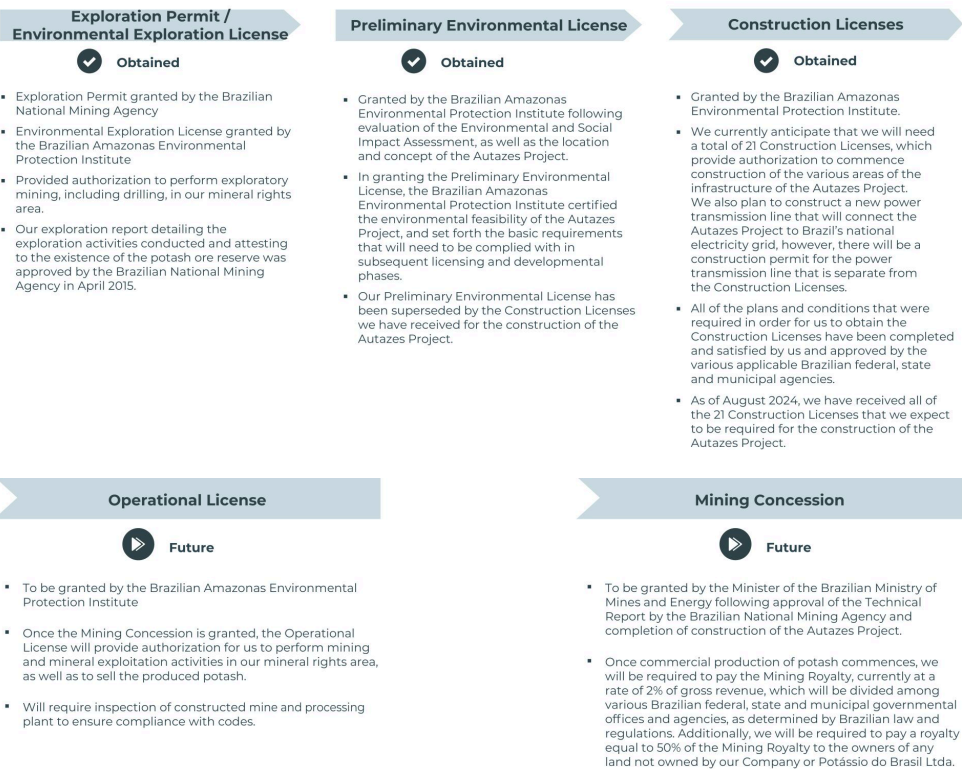 Exploration Permit /
Environmental Exploration License
Obtained
▪ Exploration Permit granted by the Brazilian
National Mining Agency
▪ Environmental Exploration License granted by
the Brazilian Amazonas Environmental
Protection Institute
▪ Provided authorization to perform exploratory
mining, including drilling, in our mineral rights
area.
▪ Our exploration report detailing the
exploration activities conducted and attesting
to the existence of the potash ore reserve was
approved by the Brazilian National Mining
Agency in April 2015.
Preliminary Environmental License
Obtained
▪ Granted by the Brazilian Amazonas
Environmental Protection Institute following
evaluation of the Environmental and Social
Impact Assessment, as well as the location
and concept of the Autazes Project.
▪ In granting the Preliminary Environmental
License, the Brazilian Amazonas
Environmental Protection Institute certified
the environmental feasibility of the Autazes
Project, and set forth the basic requirements
that will need to be complied with in
subsequent licensing and developmental
phases.
▪ Our Preliminary Environmental License has
been superseded by the Construction Licenses
we have received for the construction of the
Autazes Project.
Construction Licenses
Obtained
▪ Granted by the Brazilian Amazonas
Environmental Protection Institute.
▪ We currently anticipate that we will need
a total of 21 Construction Licenses, which
provide authorization to commence
construction of the various areas of the
infrastructure of the Autazes Project.
We also plan to construct a new power
transmission line that will connect the
Autazes Project to Brazil's national
electricity grid, however, there will be a
construction permit for the power
transmission line that is separate from
the Construction Licenses.
▪ All of the plans and conditions that were
required in order for us to obtain the
Construction Licenses have been completed
and satisfied by us and approved by the
various applicable Brazilian federal, state
and municipal agencies.
▪ As of August 2024, we have received all of
the 21 Construction Licenses that we expect
to be required for the construction of the
Autazes Project.
Operational License
Future
▪ To be granted by the Brazilian Amazonas Environmental
Protection Institute
▪ Once the Mining Concession is granted, the Operational
License will provide authorization for us to perform mining
and mineral exploitation activities in our mineral rights area,
as well as to sell the produced potash.
▪ Will require inspection of constructed mine and processing
plant to ensure compliance with codes.
Mining Concession
Future
▪ To be granted by the Minister of the Brazilian Ministry of
Mines and Energy following approval of the Technical
Report by the Brazilian National Mining Agency and
completion of construction of the Autazes Project.
▪ Once commercial production of potash commences, we
will be required to pay the Mining Royalty, currently at a
rate of 2% of gross revenue, which will be divided among
various Brazilian federal, state and municipal governmental
offices and agencies, as determined by Brazilian law and
regulations. Additionally, we will be required to pay a royalty
equal to 50% of the Mining Royalty to the owners of any
land not owned by our Company or Potássio do Brasil Ltda.